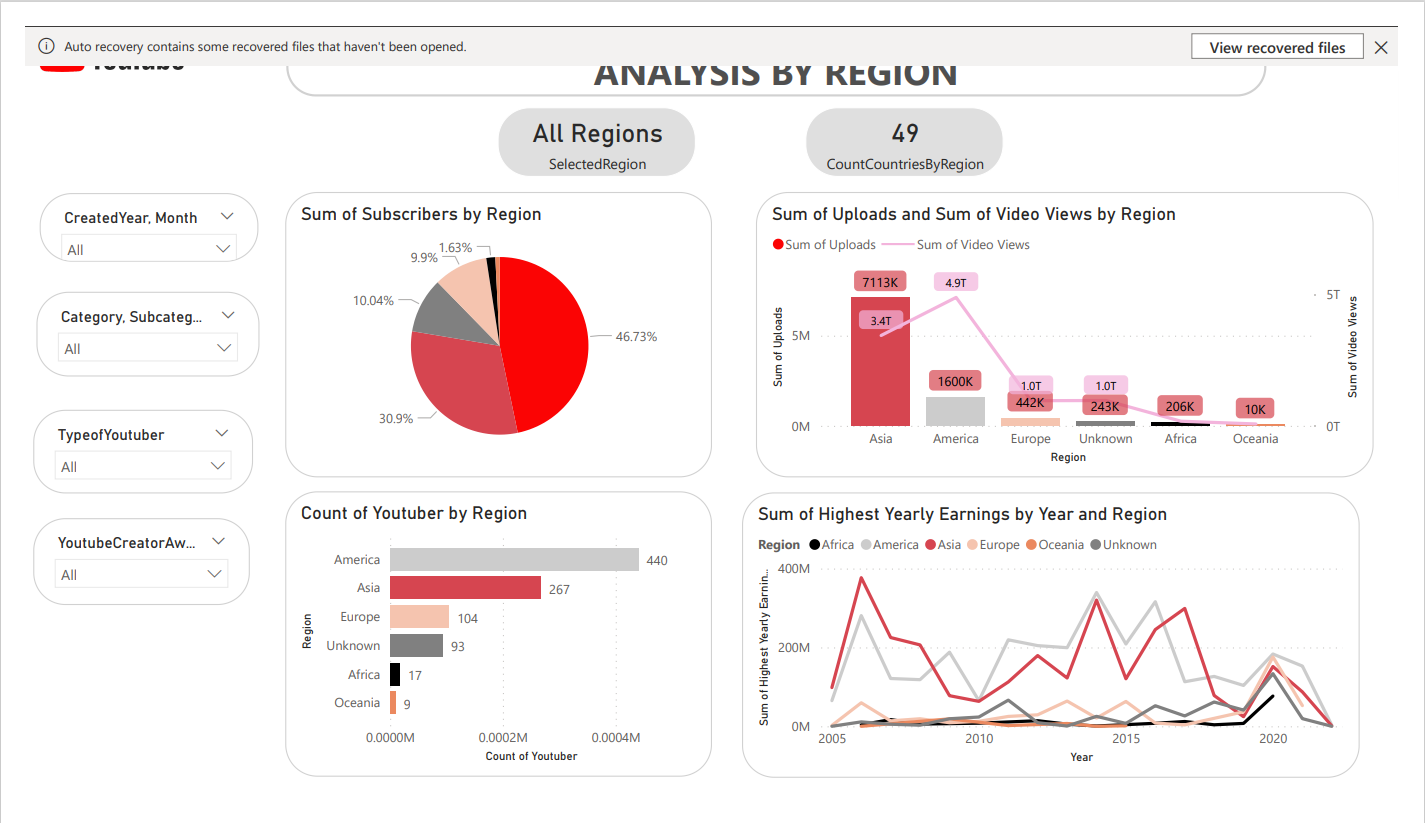 Auto recovery contains some recovered files that haven't been opened.
View recovered files
YouTube
ANALYSIS BY REGION
All Regions
SelectedRegion
49
CountCountriesByRegion
CreatedYear, Month
All
Category, Subcateg...
All
TypeofYoutuber
All
YoutubeCreatorAw...
All
Sum of Subscribers by Region
1.63%
9.9%
10.04%
46.73%
30.9%
Sum of Uploads and Sum of Video Views by Region
Sum of Uploads Sum of Video Views
7113K
4.9T
5T
3.4T
5M
1600K
1.0T
1.0T
442K
243K
206K
10K
0M
0T
Sum of Uploads
Sum of Video Views
Asia America Europe Unknown Africa Oceania
Region
Count of Youtuber by Region
America 440
Asia 267
Europe 104
Unknown 93
Africa 17
Oceania 9
Region
0.0000M 0.0002M 0.0004M
Count of Youtuber
Sum of Highest Yearly Earnings by Year and Region
Region Africa America Asia Europe Oceania Unknown
400M
200M
0M
Sum of Highest Yearly Earnin...
2005 2010 2015 2020
Year